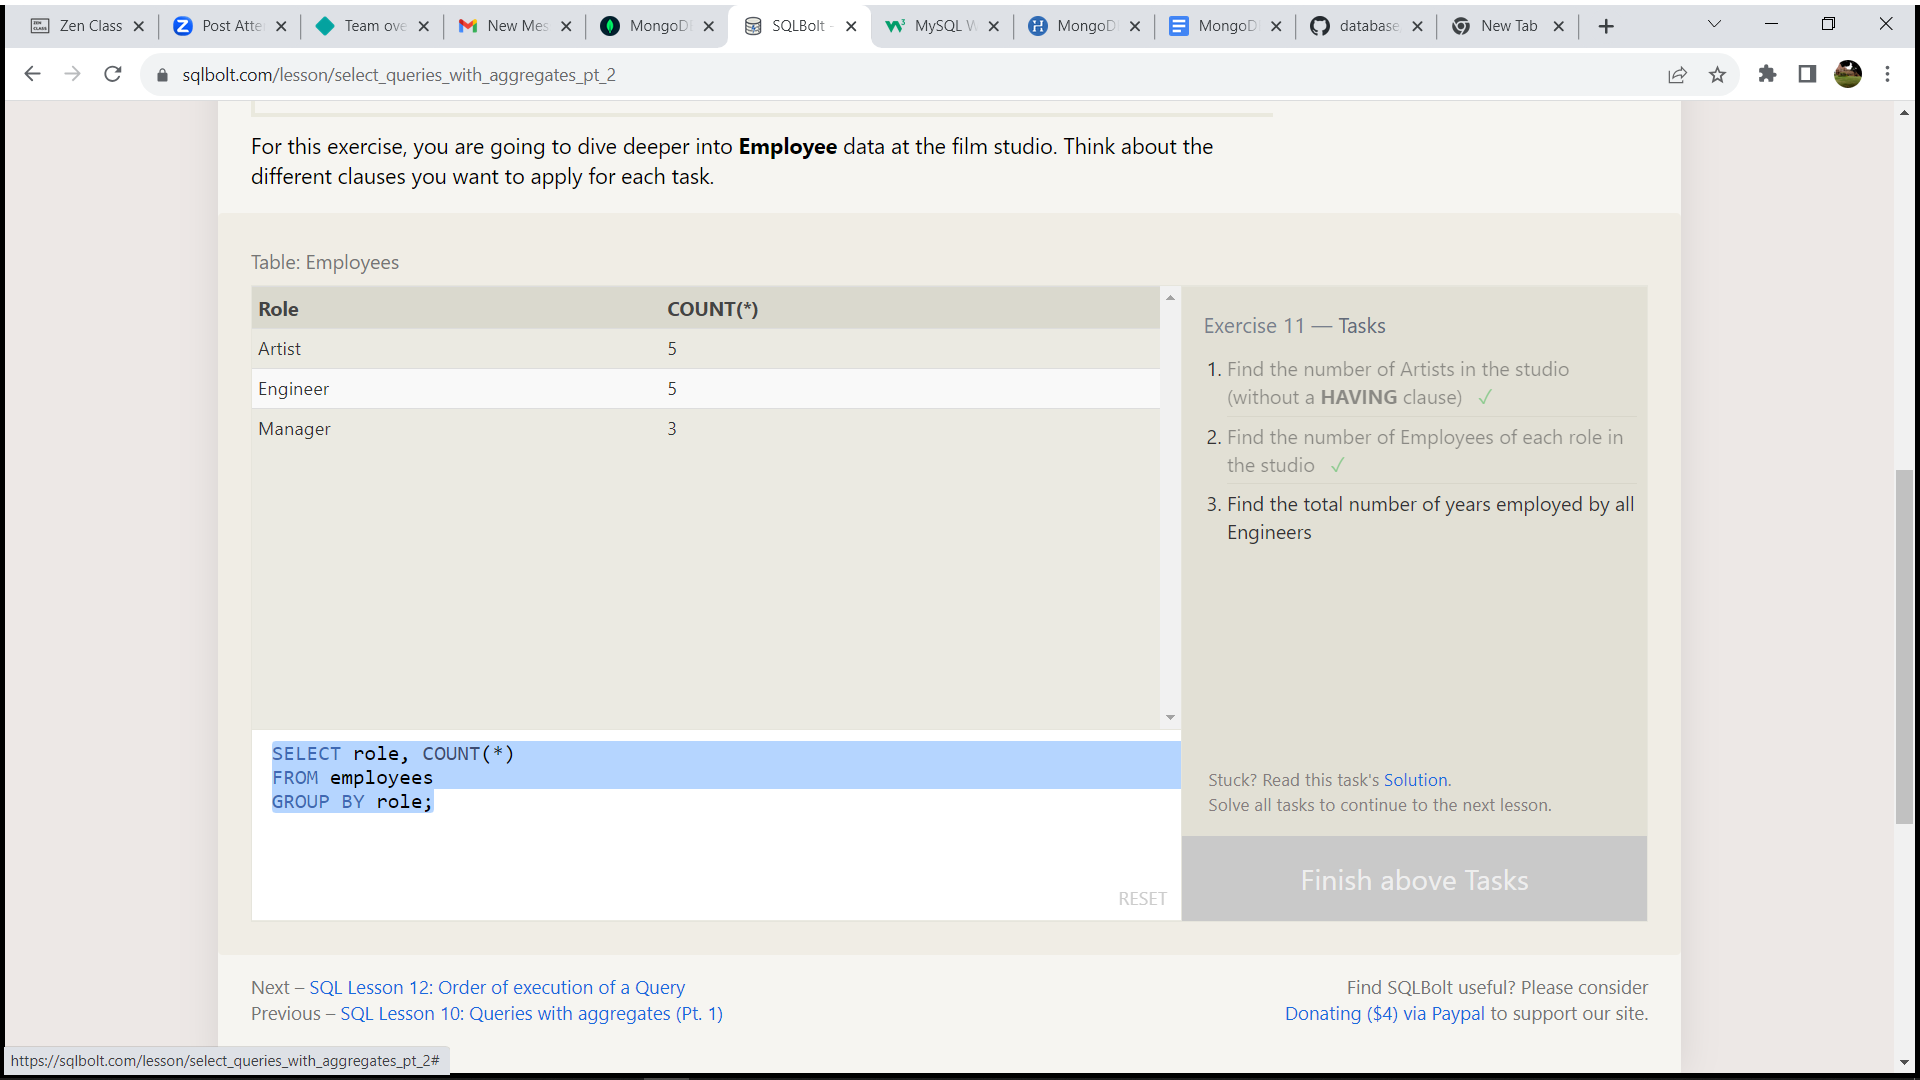 Zen Class
Post Atte
Team ove
New Mes
MongoD
SQLBolt -
MySQL W
MongoD
MongoD
database
New Tab
sqlbolt.com/lesson/select_queries_with_aggregates_pt_2
For this exercise, you are going to dive deeper into Employee data at the film studio. Think about the
different clauses you want to apply for each task.
Table: Employees
Role COUNT(*)
Artist 5
Engineer 5
Manager 3
Exercise 11 — Tasks
1. Find the number of Artists in the studio
(without a HAVING clause) ✓
2. Find the number of Employees of each role in
the studio ✓
3. Find the total number of years employed by all
Engineers
SELECT role, COUNT(*)
FROM employees
GROUP BY role;
RESET
Stuck? Read this task's Solution.
Solve all tasks to continue to the next lesson.
Finish above Tasks
Next – SQL Lesson 12: Order of execution of a Query
Previous – SQL Lesson 10: Queries with aggregates (Pt. 1)
Find SQLBolt useful? Please consider
Donating ($4) via Paypal to support our site.
https://sqlbolt.com/lesson/select_queries_with_aggregates_pt_2#